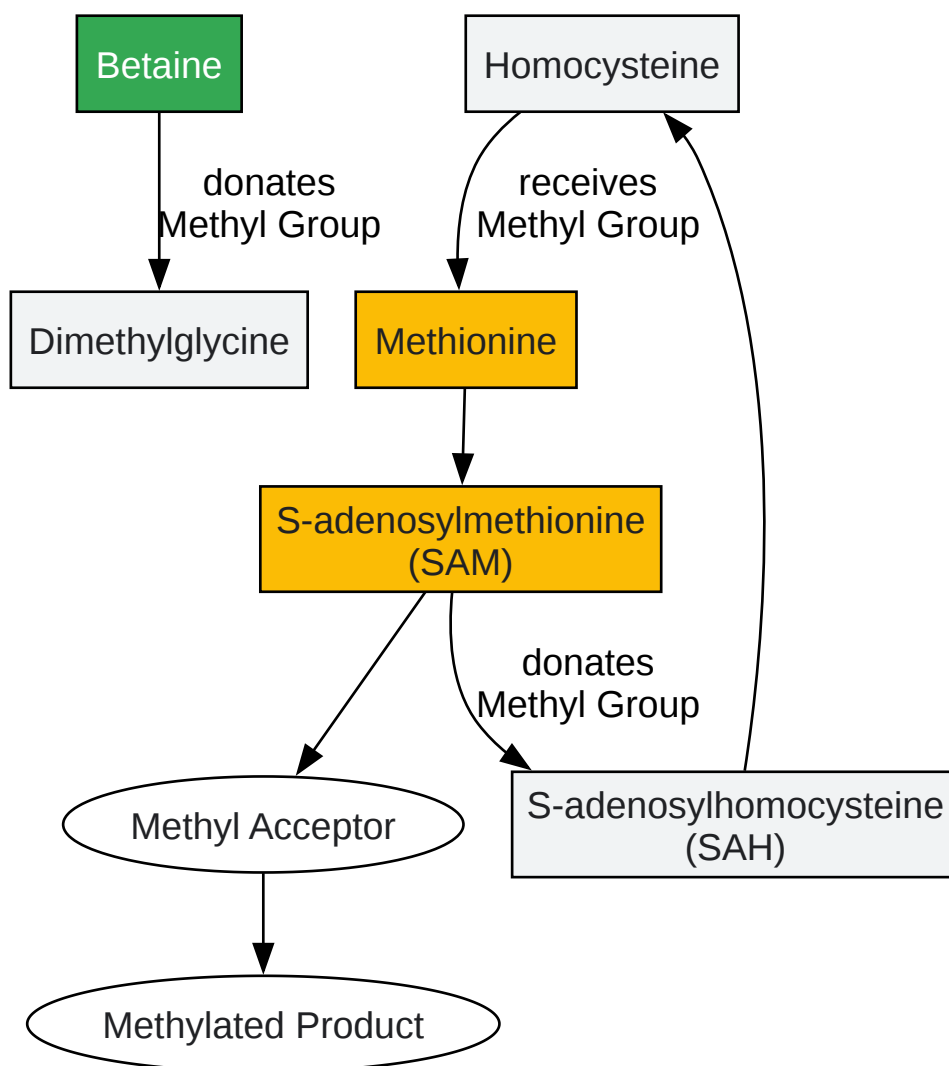 Betaine
Homocysteine
donates
Methyl Group
receives
Methyl Group
Dimethylglycine
Methionine
S-adenosylmethionine
(SAM)
donates
Methyl Group
Methyl Acceptor
S-adenosylhomocysteine
(SAH)
Methylated Product